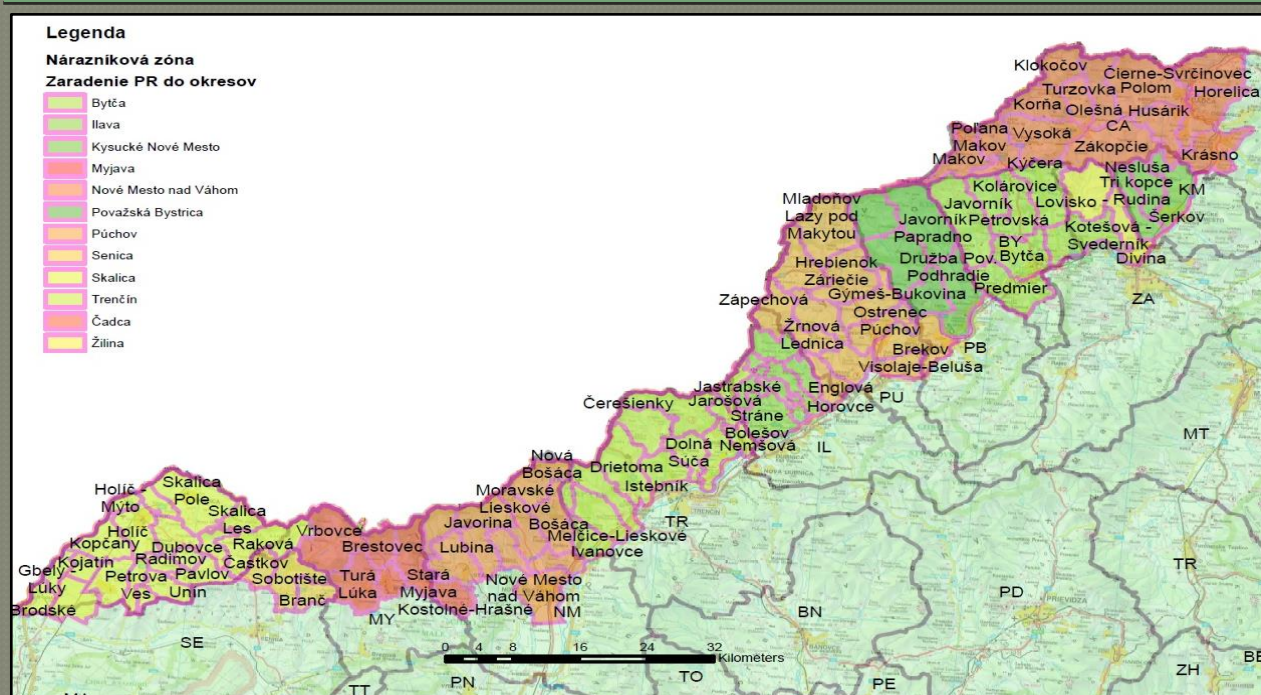 Legenda
Nárazníková zóna
Zaradenie PR do okresov
Bytča
Ilava
Kysucké Nové Mesto
Myjava
Nové Mesto nad Váhom
Považská Bystrica
Púchov
Senica
Skalica
Trenčín
Čadca
Žilina
Klokočov
Čierne-Svrčinovec
Turzovka
Polom
Horelica
Korňa
Olešná
Husárik
Poľana
Makov
Vysoká
CA
Zákopčie
Makov
Kýčera
Krásno
Nesluša
Kolárovice
Tri kopce
KM
Mladoňov
Javorník
Lovisko -
Rudina
Lazy pod
Makytou
Javorník
Petrovská
Šerkov
Papradno
Kotešová -
Svederník
BY
Hrebienok
Družba
Pov.
Bytča
Divina
Záriečie
Podhradie
Predmier
Zápechová
Gýmeš-Bukovina
ZA
Ostrenec
Žrnová
Púchov
Lednica
Brekov
PB
Visolaje-Beluša
Jastrabské
Englová
PU
Čerešienky
Jarošová
Horovce
Stráne
Bolešov
MT
Dolná
Súča
Nemšová
IL
Nová
Bošáca
Drietoma
Istebník
Skalica
Pole
Moravské
Lieskové
Holíč -
Mýto
Skalica
Les
Javorina
Bošáca
TR
Holíč
Vrbovce
Melčice-Lieskové
Kopčany
Dubovce
Raková
Brestovec
Lubina
Ivanovce
Kojatín
Radimov
Častkov
TR
Gbely
Lúky
Petrova
Ves
Pavlov
Sobotište
Turá
Lúka
Stará
Myjava
Nové Mesto
nad Váhom
Unín
Brodské
Branč
Kostolné-Hrašné
NM
PD
PRIEVIDZA
MY
BN
SE
0 4 8 16 24 32
Kilometers
TO
PN
TT
PE
ZH